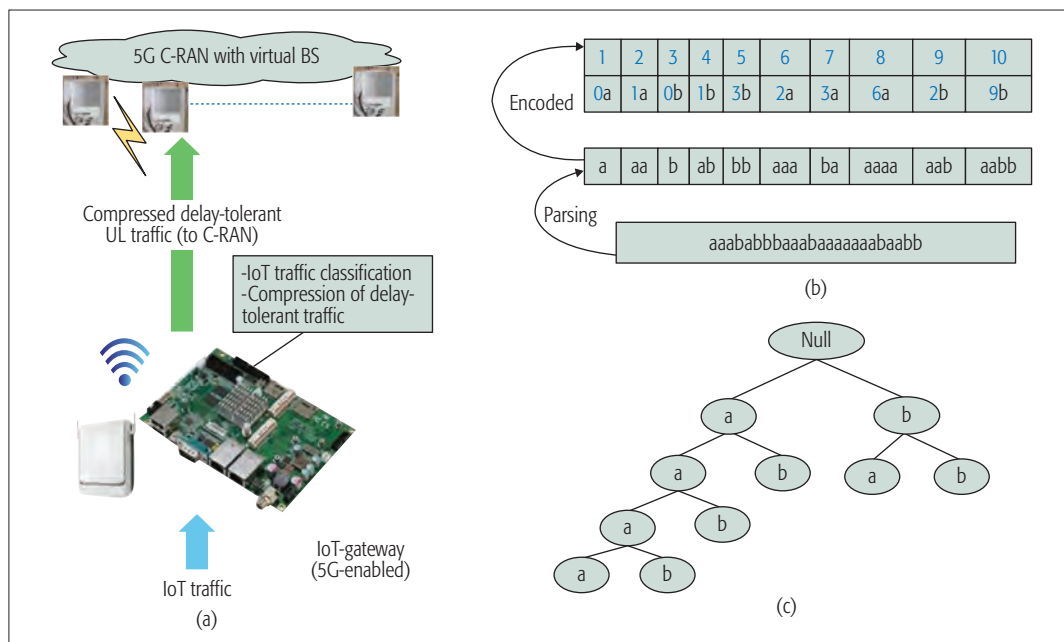 5G C-RAN with virtual BS
Compressed delay-tolerant
UL traffic (to C-RAN)
-IoT traffic classification
-Compression of delay-
tolerant traffic
IoT-gateway
(5G-enabled)
IoT traffic
(a)
1 2 3 4 5 6 7 8 9 10
0a 1a 0b 1b 3b 2a 3a 6a 2b 9b
Encoded
a aa b ab bb aaa ba aaaa aab aabb
Parsing
aaababbbaaabaaaaaaabaabb
(b)
Null
a b
a b a b
a b
a b
(c)